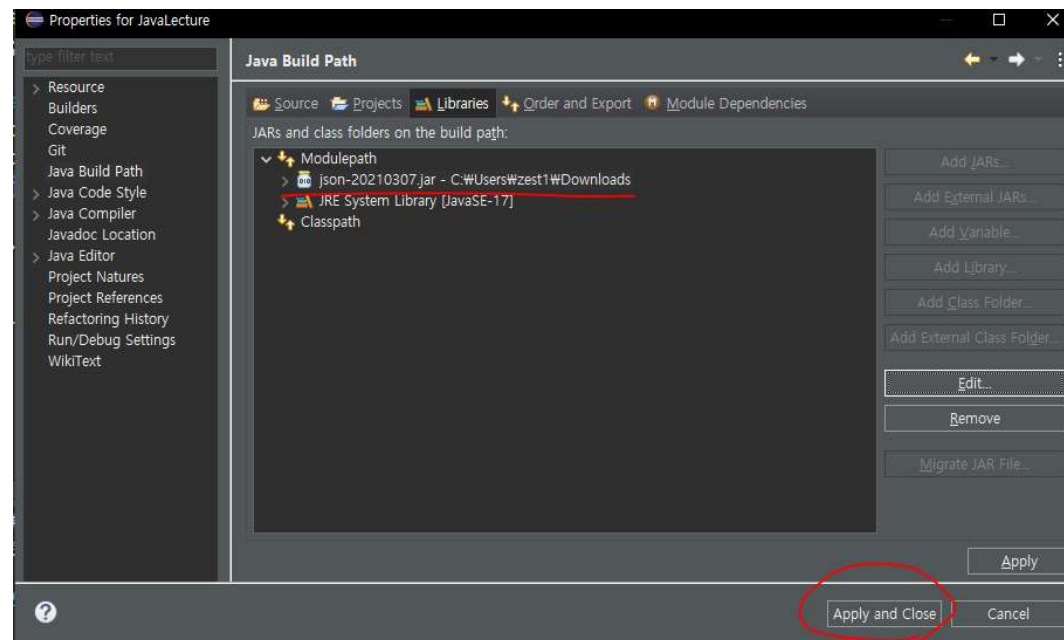 Properties for JavaLecture
type filter text
Resource
Builders
Coverage
Git
Java Build Path
Java Code Style
Java Compiler
Javadoc Location
Java Editor
Project Natures
Project References
Refactoring History
Run/Debug Settings
WikiText
Java Build Path
Source Projects Libraries Order and Export Module Dependencies
JARs and class folders on the build path:
Modulepath
json-20210307.jar - C:₩Users₩zest1₩Downloads
JRE System Library [JavaSE-17]
Classpath
Add JARs...
Add External JARs...
Add Variable...
Add Library...
Add Class Folder...
Add External Class Folder...
Edit...
Remove
Migrate JAR File...
Apply
Apply and Close Cancel